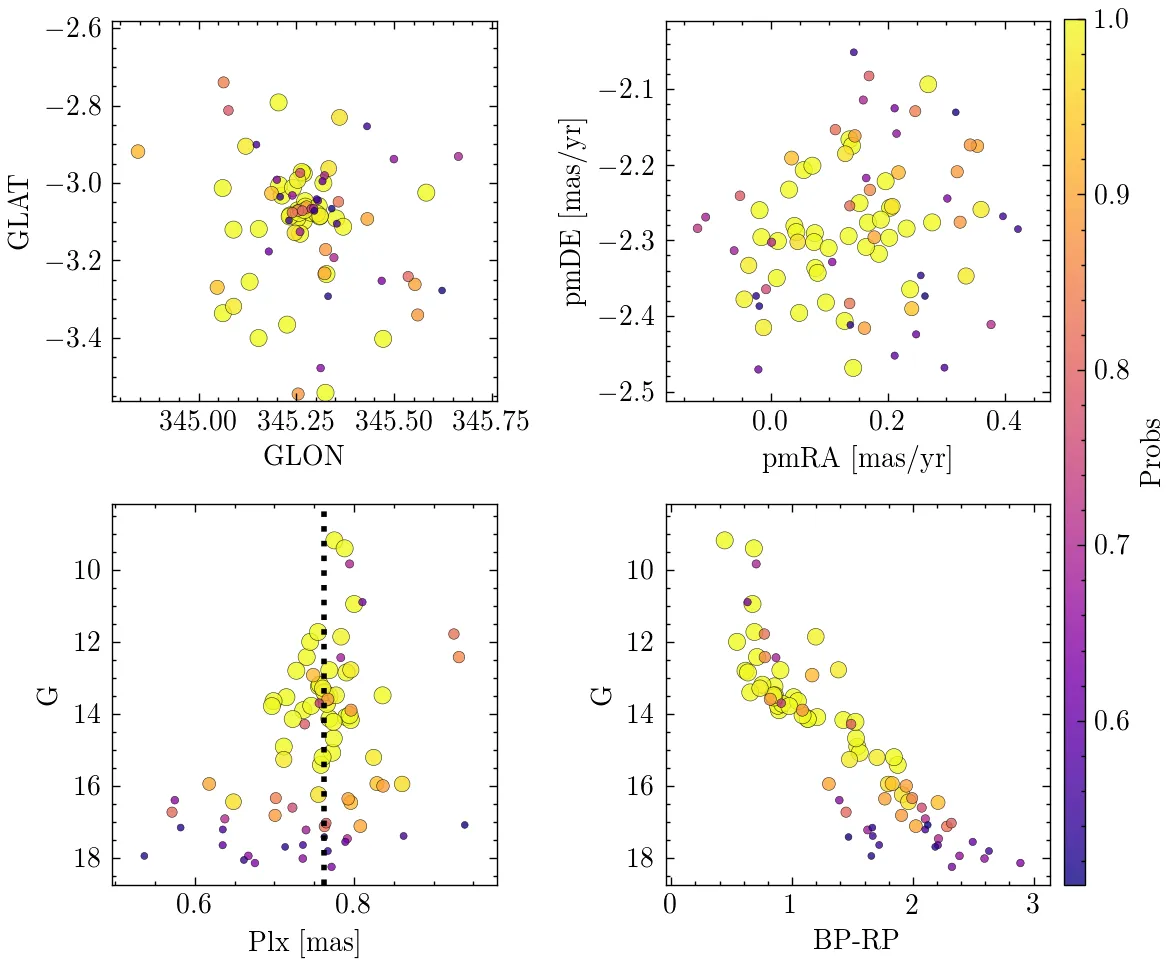 −2.6
−2.8
−3.0
−3.2
−3.4
GLAT
345.00 345.25 345.50 345.75
GLON
−2.1
−2.2
−2.3
−2.4
−2.5
pmDE [mas/yr]
0.0 0.2 0.4
pmRA [mas/yr]
1.0
0.9
0.8
0.7
0.6
Probs
10
12
14
16
18
G
0.6 0.8
Plx [mas]
10
12
14
16
18
G
0 1 2 3
BP-RP